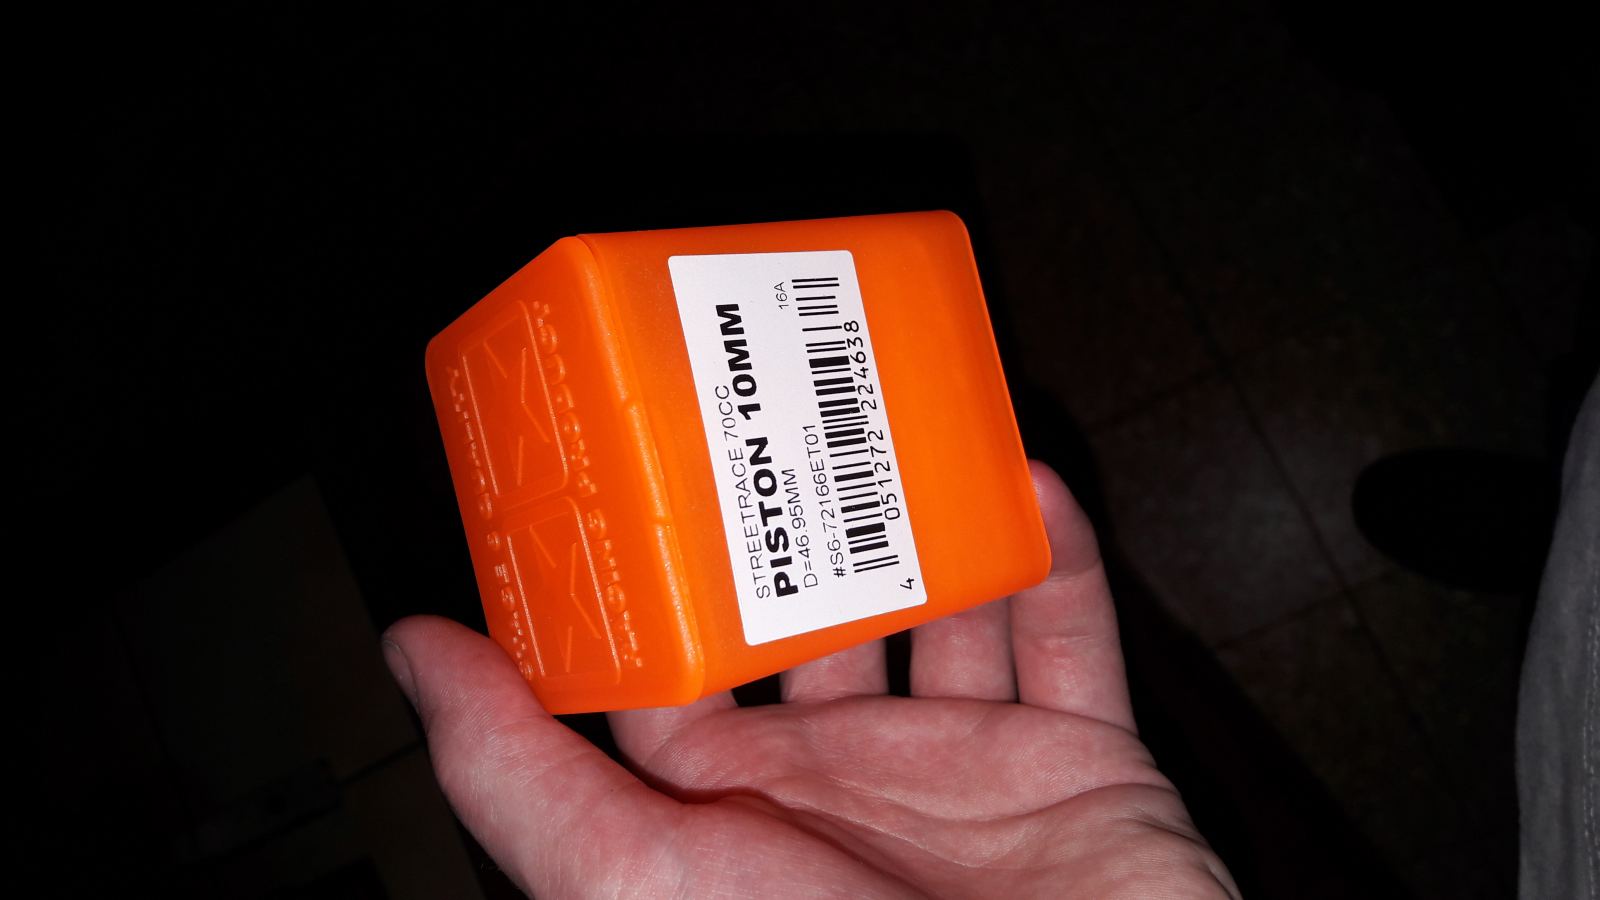 STREETRACE 70CC
PISTON 10MM
D=46.95MM
#S6-72166ET01
16A
4 051272 224638